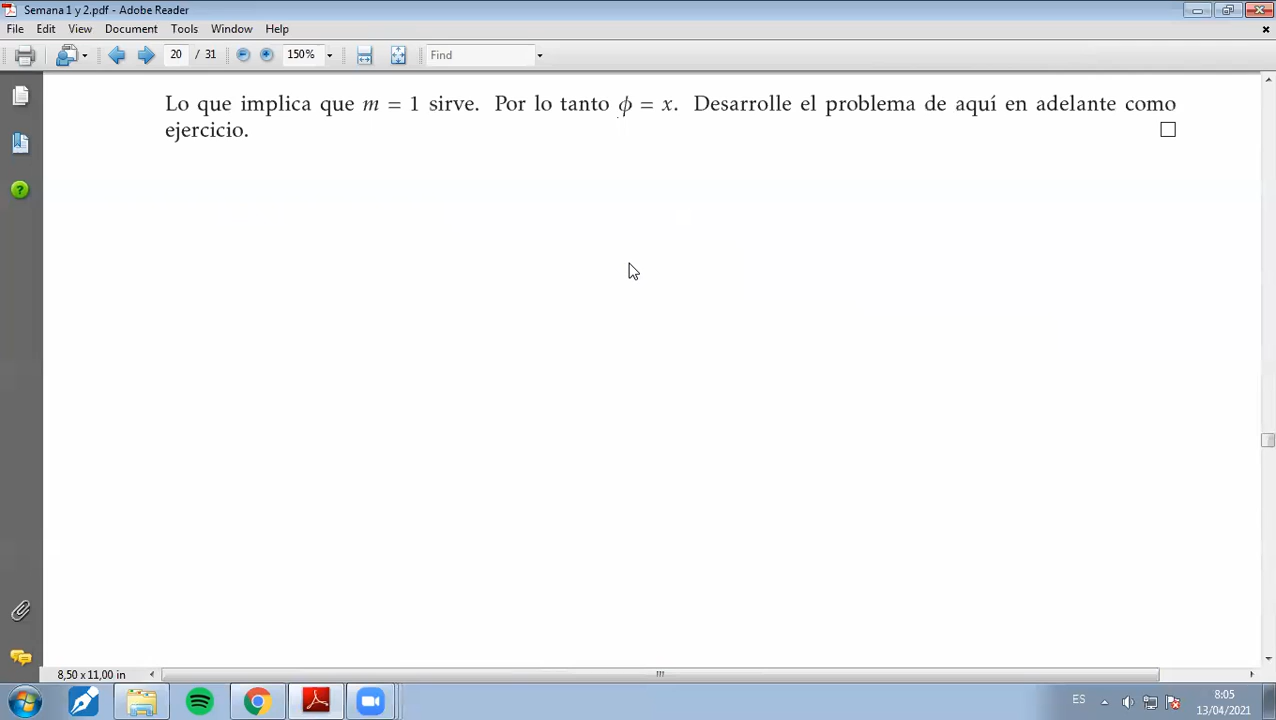 Semana 1 y 2.pdf - Adobe Reader
File Edit View Document Tools Window Help
20 / 31 150% Find
Lo que implica que m = 1 sirve. Por lo tanto ϕ = x. Desarrolle el problema de aquí en adelante como
ejercicio.
8,50 x 11,00 in
ES 8:05
13/04/2021